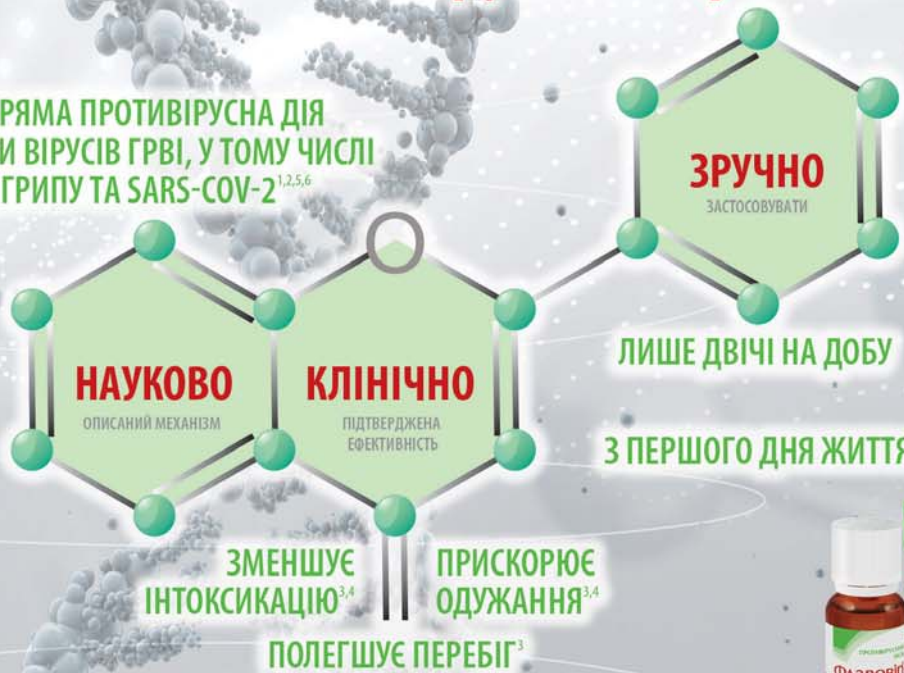 РЯМА ПРОТИВІРУСНА ДІЯ
И ВІРУСІВ ГРВІ, У ТОМУ ЧИСЛІ
ГРИПУ ТА SARS-COV-2¹,²,⁵,⁶
ЗРУЧНО
ЗАСТОСОВУВАТИ
O
ЛИШЕ ДВІЧІ НА ДОБУ
НАУКОВО
ОПИСАНИЙ МЕХАНІЗМ
КЛІНІЧНО
ПІДТВЕРДЖЕНА
ЕФЕКТИВНІСТЬ
З ПЕРШОГО ДНЯ ЖИТТЯ
ЗМЕНШУЄ
ІНТОКСИКАЦІЮ³,⁴
ПРИСКОРЮЄ
ОДУЖАННЯ³,⁴
ПОЛЕГШУЄ ПЕРЕБІГ³